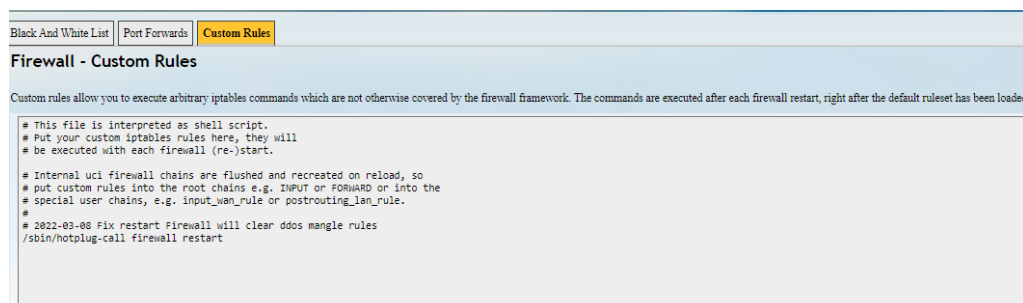 Black And White List Port Forwards Custom Rules
Firewall - Custom Rules
Custom rules allow you to execute arbitrary iptables commands which are not otherwise covered by the firewall framework. The commands are executed after each firewall restart, right after the default ruleset has been loade
# This file is interpreted as shell script.
# Put your custom iptables rules here, they will
# be executed with each firewall (re-)start.
# Internal uci firewall chains are flushed and recreated on reload, so
# put custom rules into the root chains e.g. INPUT or FORWARD or into the
# special user chains, e.g. input_wan_rule or postrouting_lan_rule.
#
# 2022-03-08 Fix restart Firewall will clear ddos mangle rules
/sbin/hotplug-call firewall restart